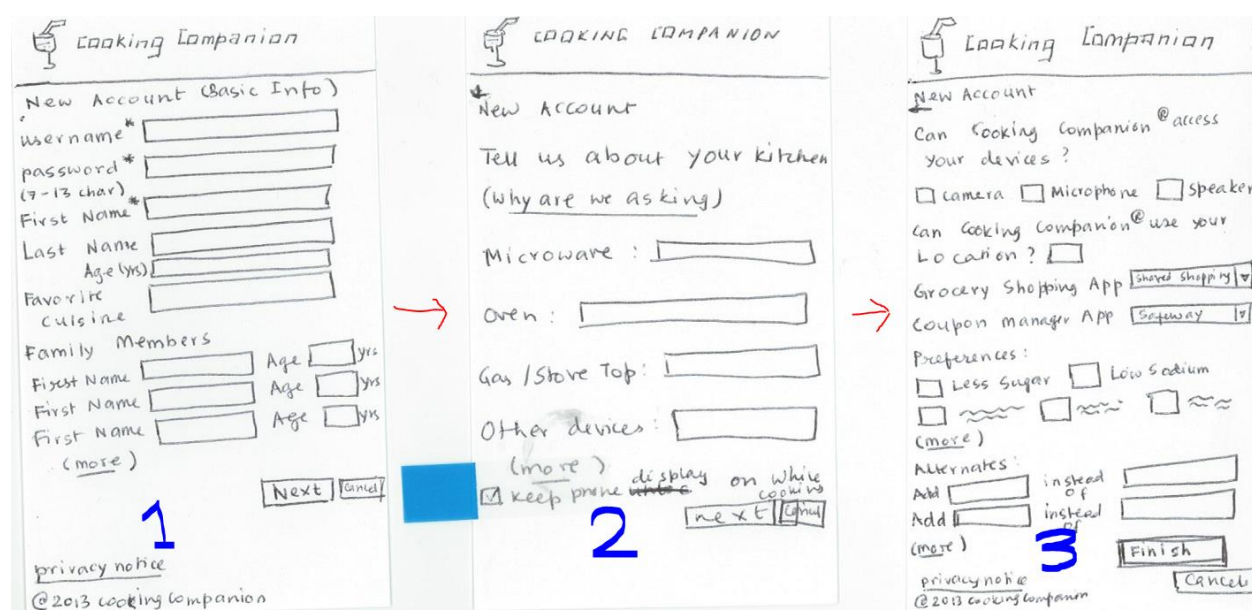 Cooking Companion
New Account (Basic Info)
username*
password*
(7-13 char)
First Name*
Last Name
Age (yrs)
Favorite
Cuisine
Family Members
First Name Age yrs
First Name Age yrs
First Name Age yrs
(more)
Next Cancel
1
privacy notice
@2013 cooking companion
COOKING COMPANION
New Account
Tell us about your kitchen
(Why are we asking)
Microwave :
Oven :
Gas / Stove Top :
Other devices :
(more)
keep phone display on while
cooking
next Cancel
2
Cooking Companion
New Account
Can Cooking Companion® access
your devices ?
Camera Microphone Speaker
Can Cooking Companion® use your
Location ?
Grocery Shopping App Shared Shopping
Coupon manager App Safeway
Preferences :
Less Sugar Low Sodium
(more)
Alternates :
Add instead
of
Add instead
of
(more)
3
Finish
privacy notice
Cancel
@2013 cooking companion